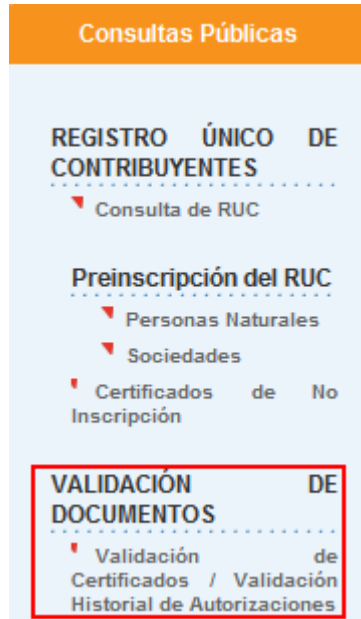 Consultas Públicas
REGISTRO ÚNICO DE
CONTRIBUYENTES
Consulta de RUC
Preinscripción del RUC
Personas Naturales
Sociedades
Certificados de No
Inscripción
VALIDACIÓN DE
DOCUMENTOS
Validación de
Certificados / Validación
Historial de Autorizaciones